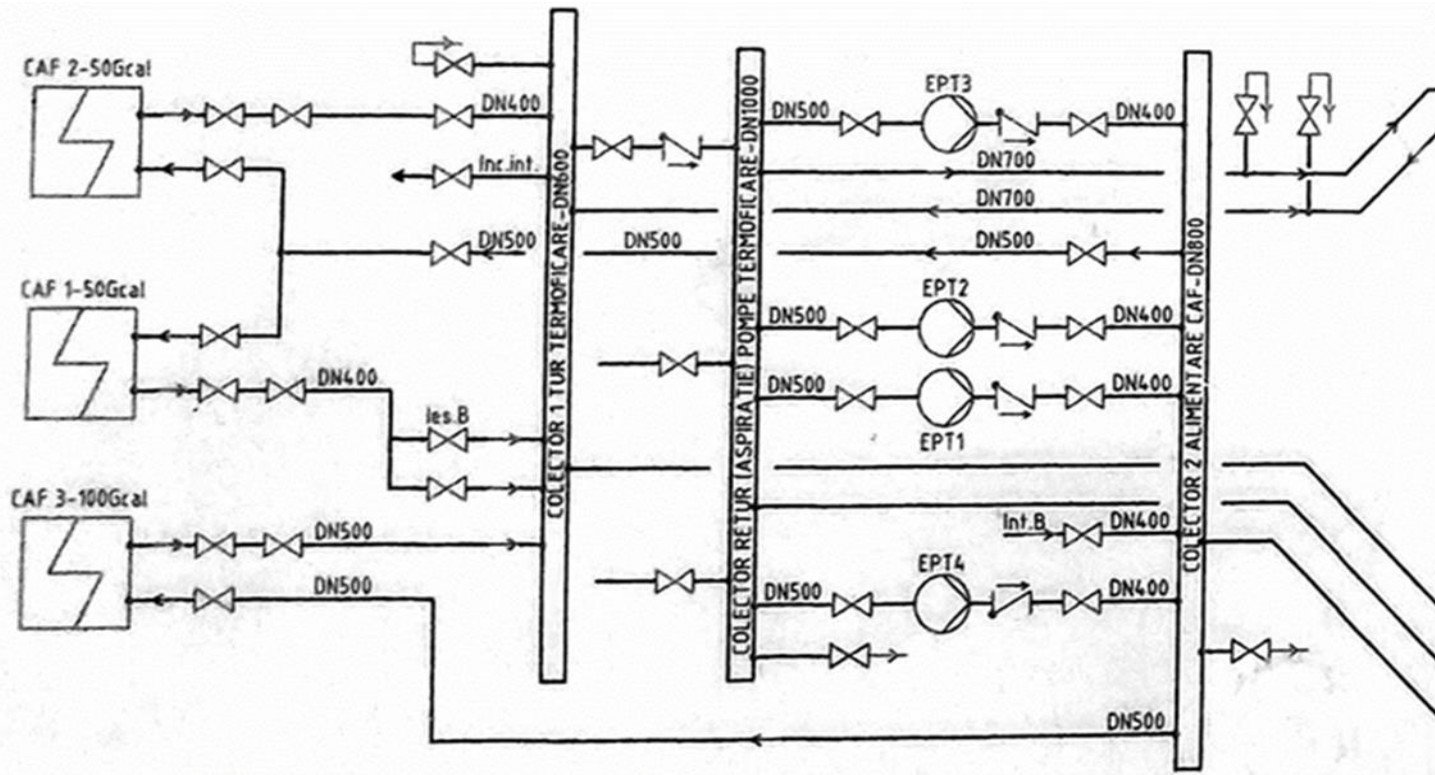 CAF 2-50Gcal
DN400
Inc.int.
DN500
CAF 1-50Gcal
DN400
Ies.B
CAF 3-100Gcal
DN500
DN500
COLECTOR 1 TUR TERMOFICARE-DN600
DN500
COLECTOR RETUR (ASPIRATIE) POMPE TERMOFICARE-DN1000
EPT3
DN500
DN400
DN700
DN700
DN500
EPT2
DN500
DN400
DN500
DN400
EPT1
Int.B
DN400
EPT4
DN500
DN400
DN500
COLECTOR 2 ALIMENTARE CAF-DN800